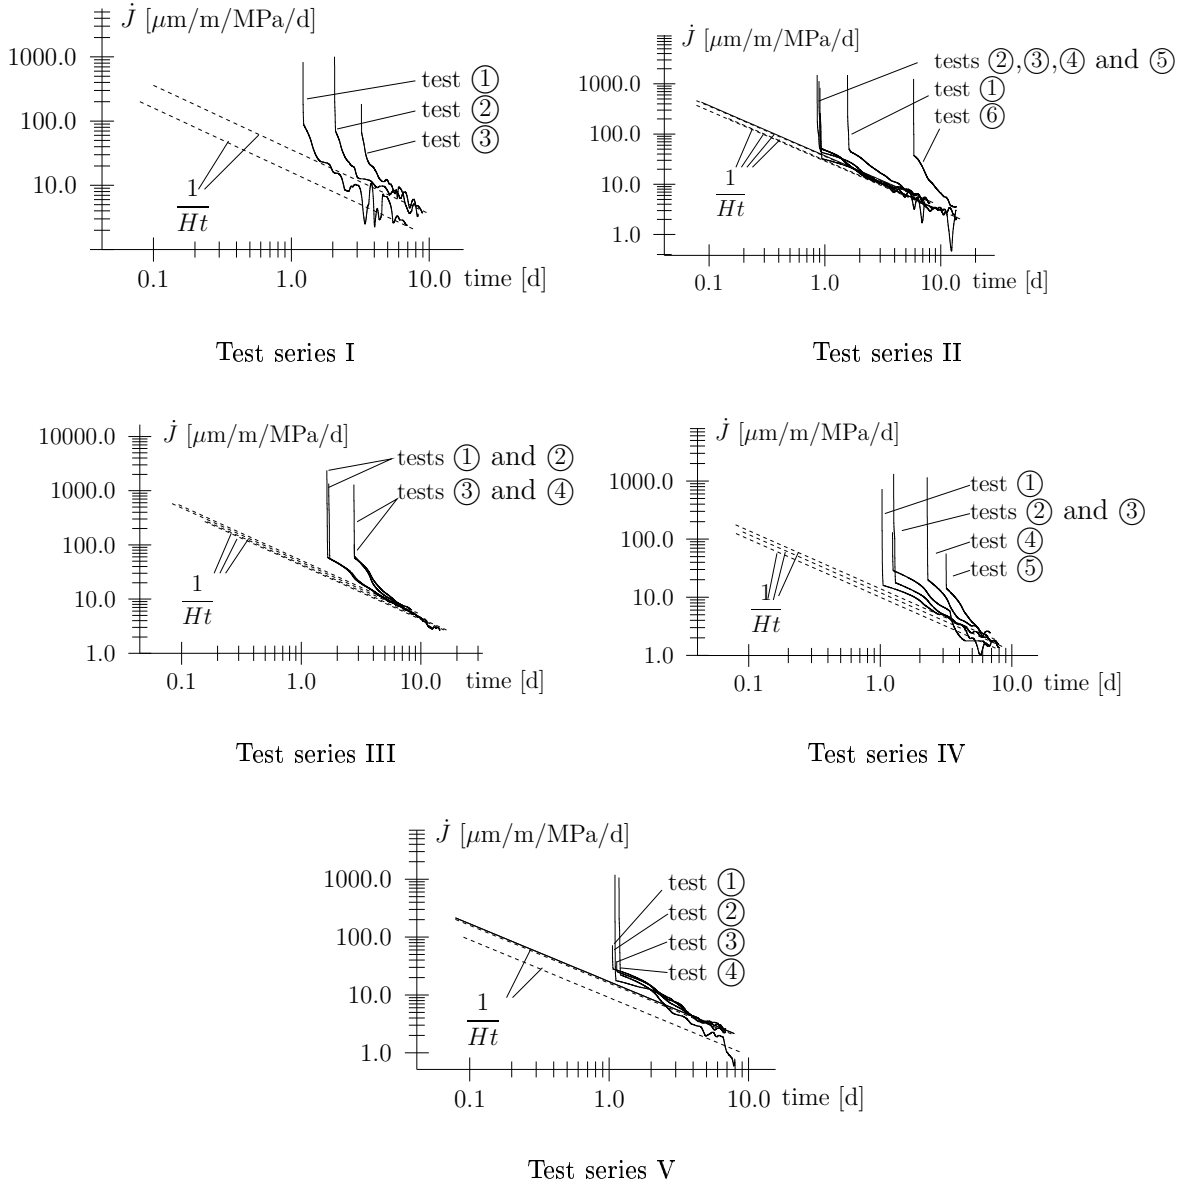 J̇ [μm/m/MPa/d]
1000.0
100.0
10.0
test ①
test ②
test ③
1
Ht
0.1 1.0 10.0 time [d]
Test series I
J̇ [μm/m/MPa/d]
1000.0
100.0
10.0
1.0
tests ②,③,④ and ⑤
test ①
test ⑥
1
Ht
0.1 1.0 10.0 time [d]
Test series II
J̇ [μm/m/MPa/d]
10000.0
1000.0
100.0
10.0
1.0
tests ① and ②
tests ③ and ④
1
Ht
0.1 1.0 10.0 time [d]
Test series III
J̇ [μm/m/MPa/d]
1000.0
100.0
10.0
1.0
test ①
tests ② and ③
test ④
test ⑤
1
Ht
0.1 1.0 10.0 time [d]
Test series IV
J̇ [μm/m/MPa/d]
1000.0
100.0
10.0
1.0
test ①
test ②
test ③
test ④
1
Ht
0.1 1.0 10.0 time [d]
Test series V